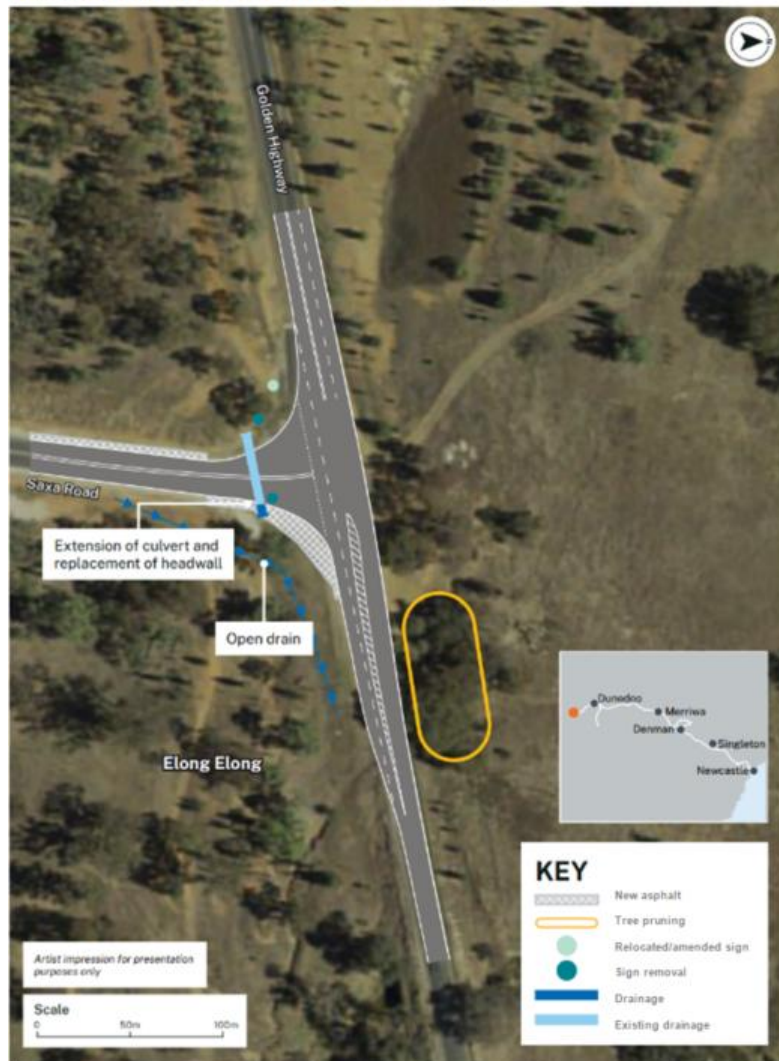 N
Golden Highway
Saxa Road
Extension of culvert and
replacement of headwall
Open drain
Elong Elong
Dunedoo
Merriwa
Denman
Singleton
Newcastle
KEY
New asphalt
Tree pruning
Relocated/amended sign
Sign removal
Drainage
Existing drainage
Artist impression for presentation
purposes only
Scale
0 50m 100m